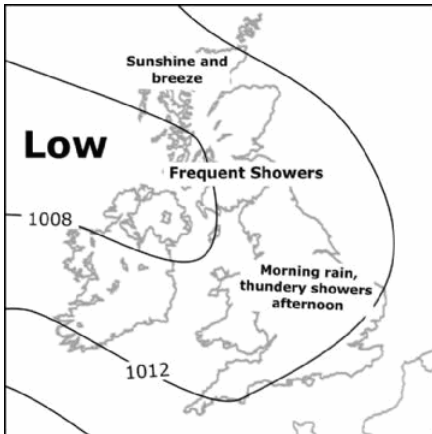 Sunshine and
breeze
Low
Frequent Showers
1008
Morning rain,
thundery showers
afternoon
1012